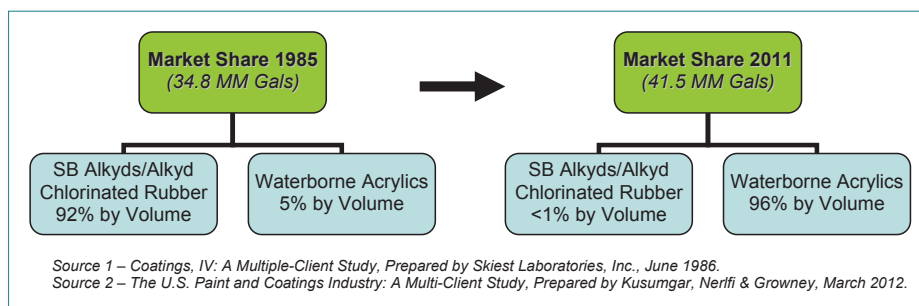 Market Share 1985
(34.8 MM Gals)
Market Share 2011
(41.5 MM Gals)
SB Alkyds/Alkyd
Chlorinated Rubber
92% by Volume
Waterborne Acrylics
5% by Volume
SB Alkyds/Alkyd
Chlorinated Rubber
<1% by Volume
Waterborne Acrylics
96% by Volume
Source 1 – Coatings, IV: A Multiple-Client Study, Prepared by Skiest Laboratories, Inc., June 1986.
Source 2 – The U.S. Paint and Coatings Industry: A Multi-Client Study, Prepared by Kusumgar, Nerlfi & Growney, March 2012.